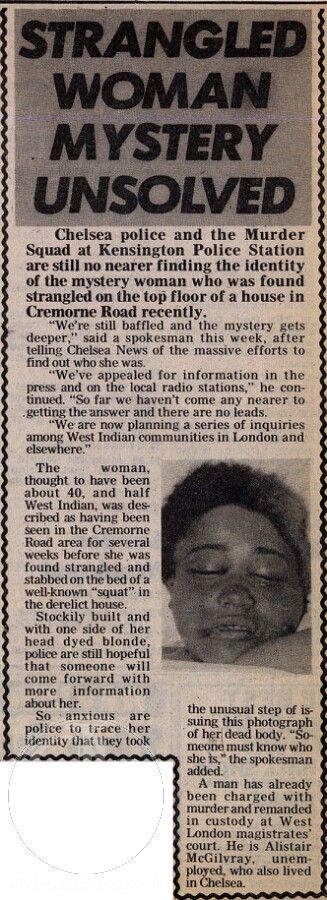 STRANGLED
WOMAN
MYSTERY
UNSOLVED
Chelsea police and the Murder
Squad at Kensington Police Station
are still no nearer finding the identity
of the mystery woman who was found
strangled on the top floor of a house in
Cremorne Road recently.
"We're still baffled and the mystery gets
deeper," said a spokesman this week, after
telling Chelsea News of the massive efforts to
find out who she was.
"We've appealed for information in the
press and on the local radio stations," he con-
tinued. "So far we haven't come any nearer to
getting the answer and there are no leads.
"We are now planning a series of inquiries
among West Indian communities in London and
elsewhere."
The woman,
thought to have been
about 40, and half
West Indian, was des-
cribed as having been
seen in the Cremorne
Road area for several
weeks before she was
found strangled and
stabbed on the bed of a
well-known "squat" in
the derelict house.
Stockily built and
with one side of her
head dyed blonde,
police are still hopeful
that someone will
come forward with
more information
about her.
So anxious are
police to trace her
identity that they took
the unusual step of is-
suing this photograph
of her dead body. "So-
meone must know who
she is," the spokesman
added.
A man has already
been charged with
murder and remanded
in custody at West
London magistrates'
court. He is Alistair
McGilvray, unem-
ployed, who also lived
in Chelsea.